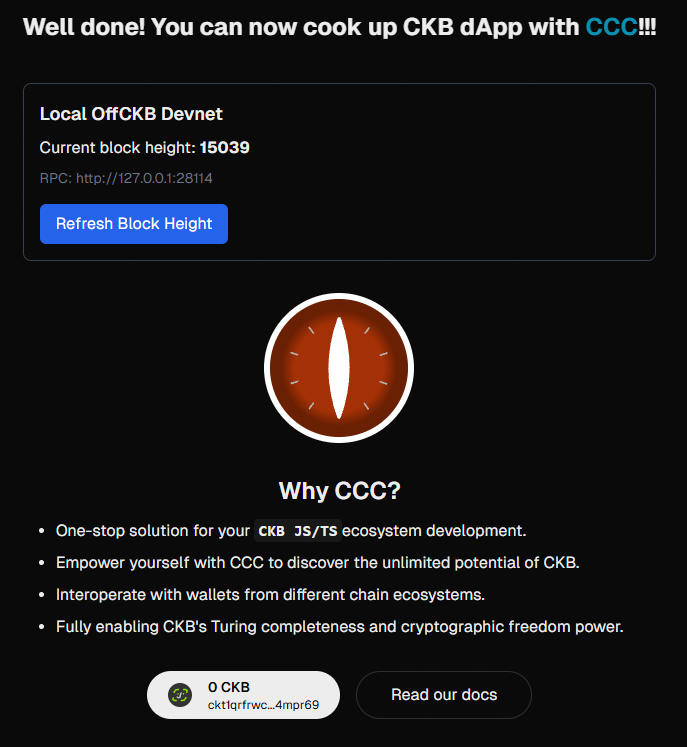 Well done! You can now cook up CKB dApp with CCC!!!
Local OffCKB Devnet
Current block height: 15039
RPC: http://127.0.0.1:28114
Refresh Block Height
Why CCC?
One-stop solution for your CKB JS/TS ecosystem development.
Empower yourself with CCC to discover the unlimited potential of CKB.
Interoperate with wallets from different chain ecosystems.
Fully enabling CKB's Turing completeness and cryptographic freedom power.
0 CKB
ckt1qrfrwc...4mpr69
Read our docs